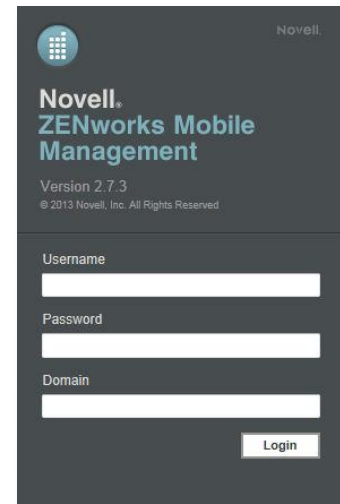 Novell.
Novell®
ZENworks Mobile
Management
Version 2.7.3
© 2013 Novell, Inc. All Rights Reserved
Username
Password
Domain
Login